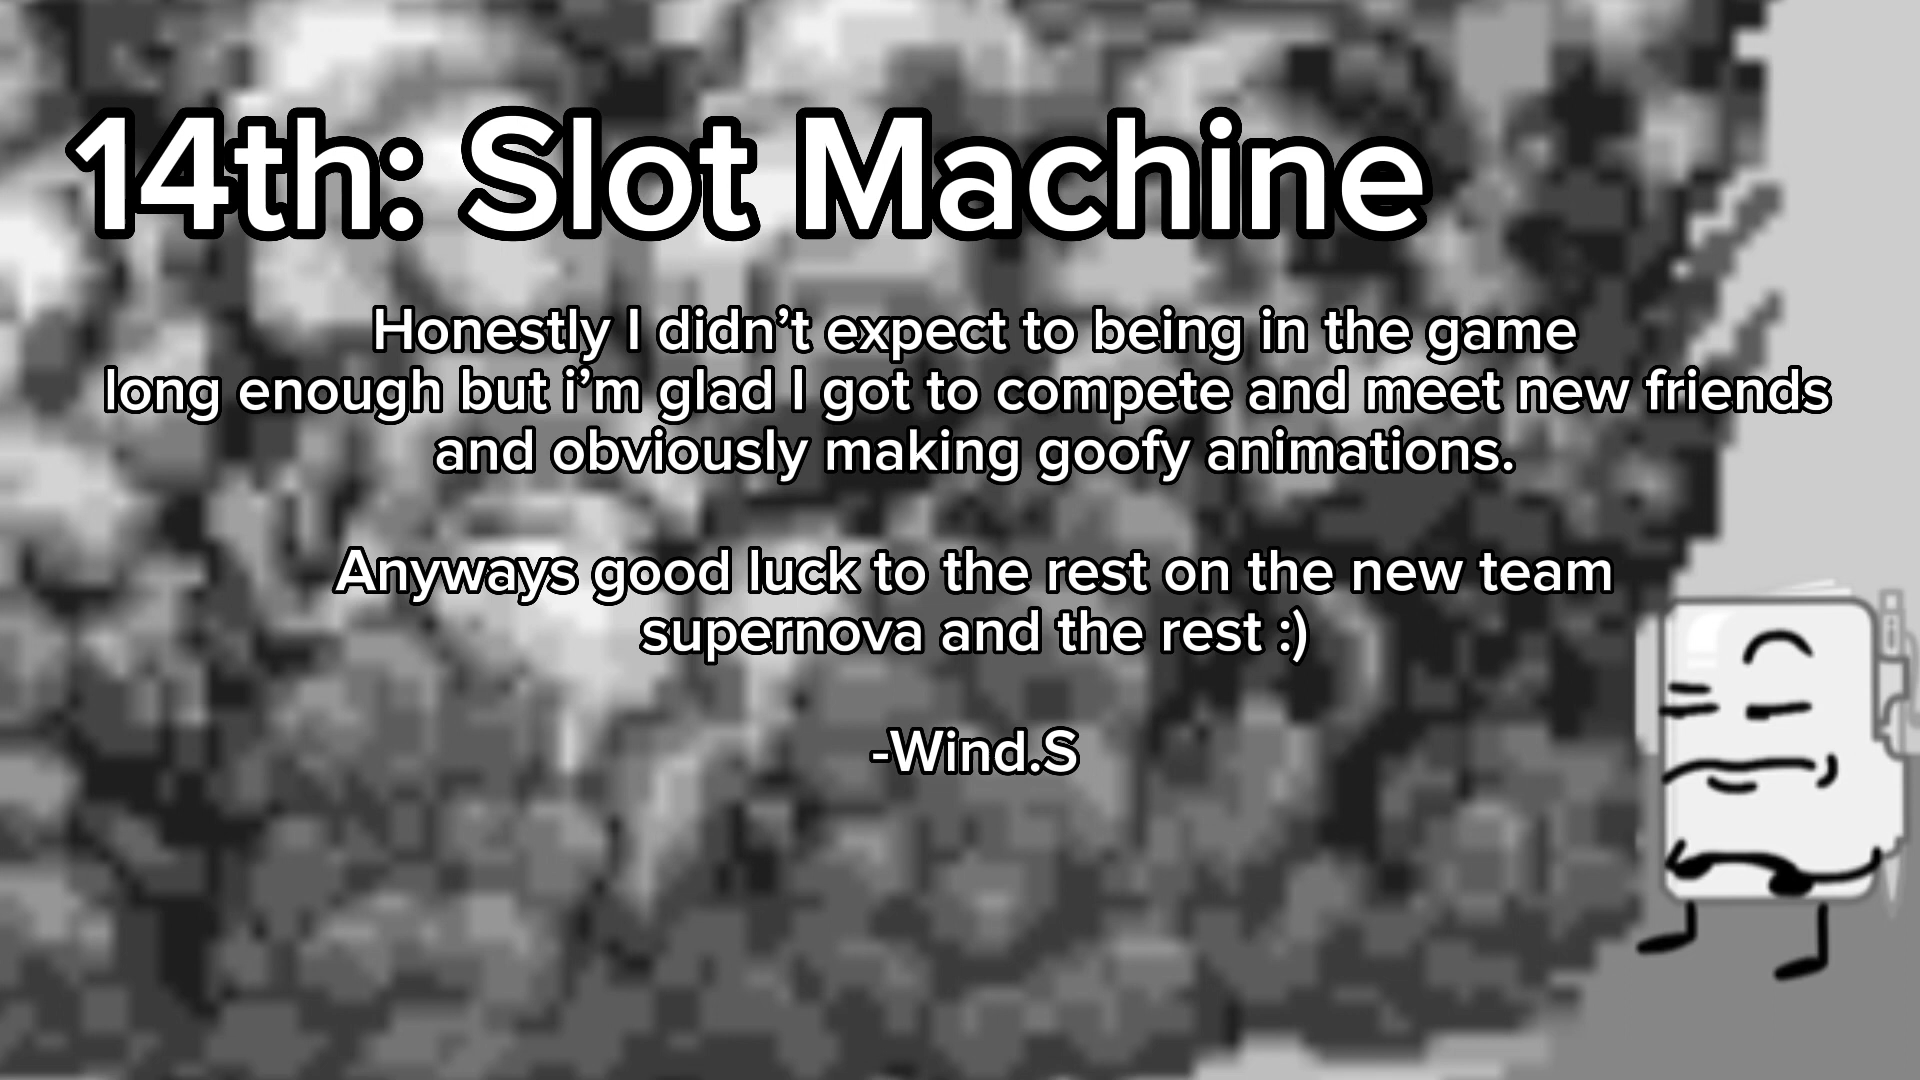 14th: Slot Machine
Honestly I didn’t expect to being in the game
long enough but i’m glad I got to compete and meet new friends
and obviously making goofy animations.
Anyways good luck to the rest on the new team
supernova and the rest :)
-Wind.S